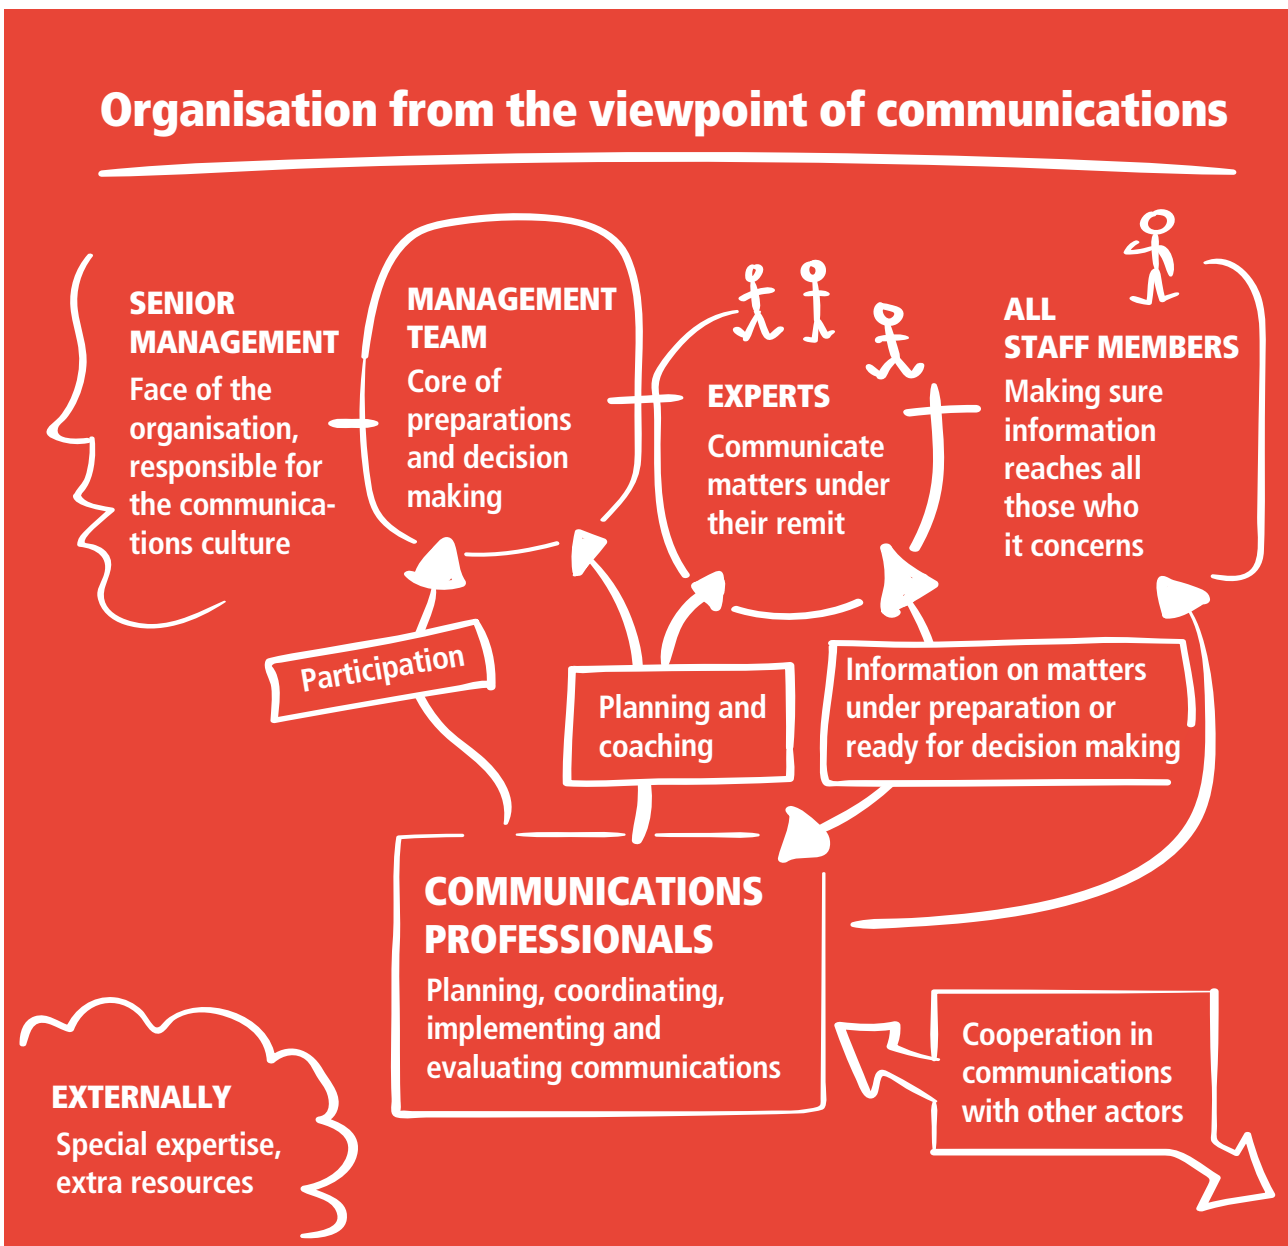 Organisation from the viewpoint of communications
SENIOR
MANAGEMENT
Face of the
organisation,
responsible for
the communica-
tions culture
MANAGEMENT
TEAM
Core of
preparations
and decision
making
EXPERTS
Communicate
matters under
their remit
ALL
STAFF MEMBERS
Making sure
information
reaches all
those who
it concerns
Participation
Planning and
coaching
Information on matters
under preparation or
ready for decision making
COMMUNICATIONS
PROFESSIONALS
Planning, coordinating,
implementing and
evaluating communications
EXTERNALLY
Special expertise,
extra resources
Cooperation in
communications
with other actors